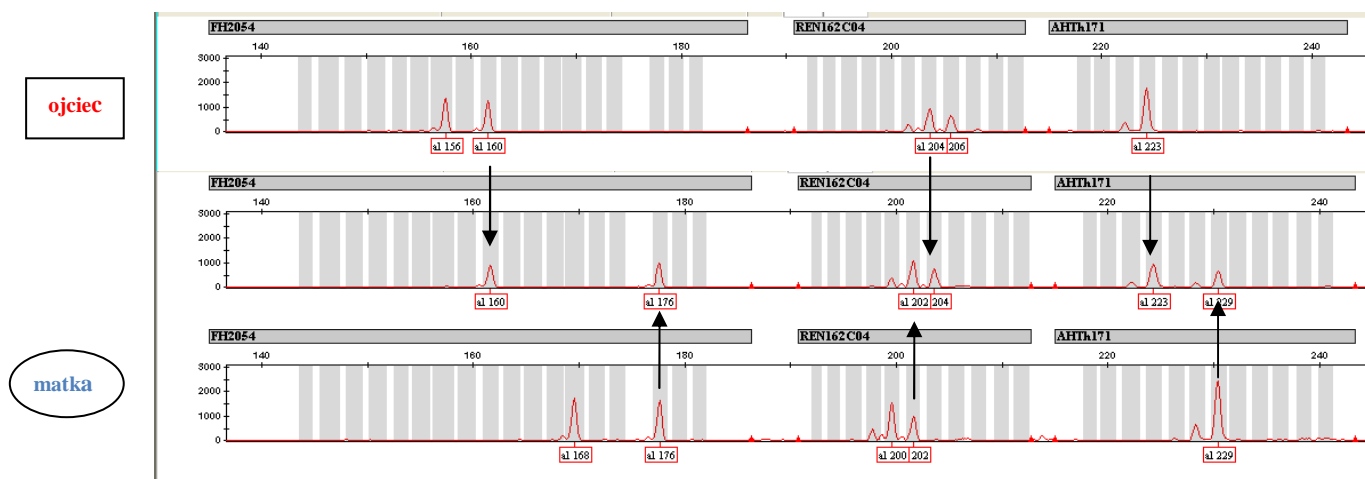 FH2054 REN162C04 AHTh171
140 160 180 200 220 240
3000
2000
1000
0
ojciec
al 156 al 160 al 204 206 al 223
FH2054 REN162C04 AHTh171
140 160 180 200 220 240
3000
2000
1000
0
al 160 al 176 al 202 204 al 223 al 229
FH2054 REN162C04 AHTh171
140 160 180 200 220 240
3000
2000
1000
0
matka
al 168 al 176 al 200 202 al 229